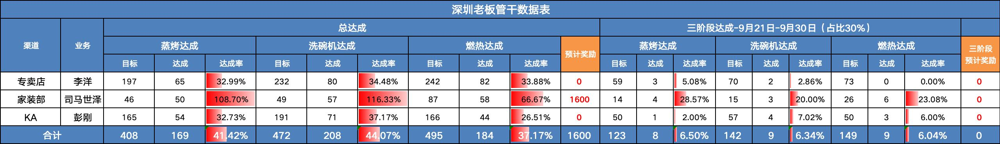 深圳老板管干数据表
渠道 业务 总达成 三阶段达成-9月21日-9月30日（占比30%）
蒸烤达成 洗碗机达成 燃热达成 预计奖励 蒸烤达成 洗碗机达成 燃热达成 三阶段
预计奖励
目标 达成 达成率 目标 达成 达成率 目标 达成 达成率 目标 达成 达成率 目标 达成 达成率 目标 达成 达成率
专卖店 李洋 197 65 32.99% 232 80 34.48% 242 82 33.88% 0 59 3 5.08% 70 2 2.86% 73 0 0.00% 0
家装部 司马世泽 46 50 108.70% 49 57 116.33% 87 58 66.67% 1600 14 4 28.57% 15 3 20.00% 26 6 23.08% 0
KA 彭刚 165 54 32.73% 191 71 37.17% 166 44 26.51% 0 50 1 2.00% 57 4 7.02% 50 3 6.00% 0
合计 408 169 41.42% 472 208 44.07% 495 184 37.17% 1600 123 8 6.50% 142 9 6.34% 149 9 6.04% 0